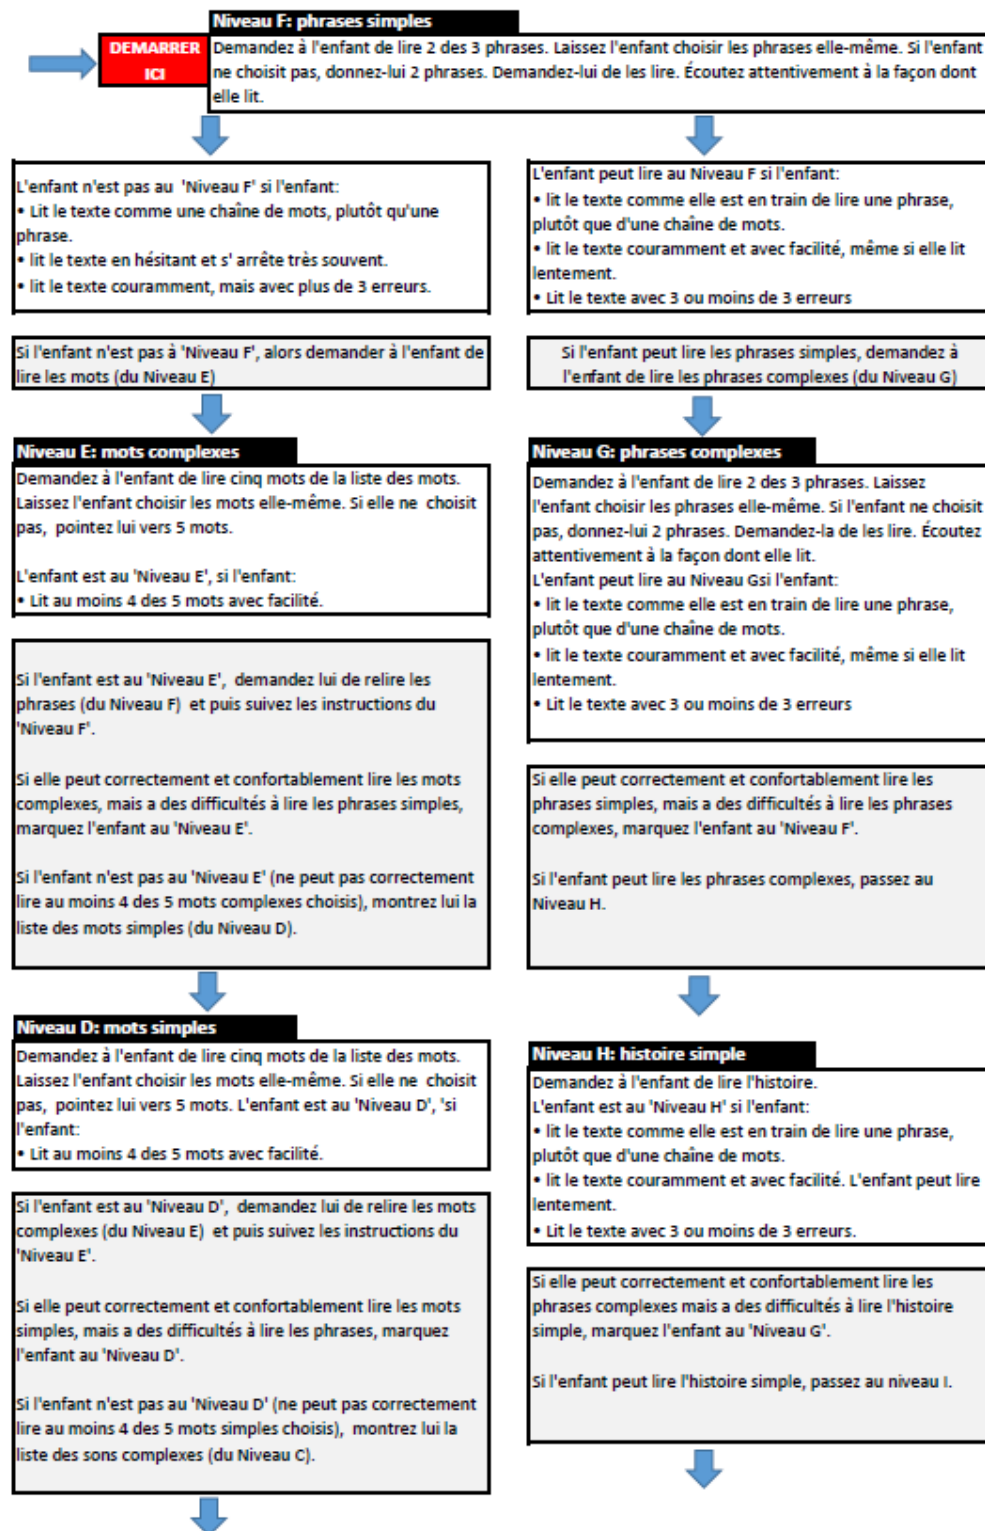 Niveau F: phrases simples
DEMARRER
ICI
Demandez à l'enfant de lire 2 des 3 phrases. Laissez l'enfant choisir les phrases elle-même. Si l'enfant
ne choisit pas, donnez-lui 2 phrases. Demandez-lui de les lire. Écoutez attentivement à la façon dont
elle lit.
L'enfant n'est pas au 'Niveau F' si l'enfant:
• Lit le texte comme une chaîne de mots, plutôt qu'une
phrase.
• lit le texte en hésitant et s' arrête très souvent.
• lit le texte couramment, mais avec plus de 3 erreurs.
Si l'enfant n'est pas à 'Niveau F', alors demander à l'enfant de
lire les mots (du Niveau E)
Niveau E: mots complexes
Demandez à l'enfant de lire cinq mots de la liste des mots.
Laissez l'enfant choisir les mots elle-même. Si elle ne choisit
pas, pointez lui vers 5 mots.
L'enfant est au 'Niveau E', si l'enfant:
• Lit au moins 4 des 5 mots avec facilité.
Si l'enfant est au 'Niveau E', demandez lui de relire les
phrases (du Niveau F) et puis suivez les instructions du
'Niveau F'.
Si elle peut correctement et confortablement lire les mots
complexes, mais a des difficultés à lire les phrases simples,
marquez l'enfant au 'Niveau E'.
Si l'enfant n'est pas au 'Niveau E' (ne peut pas correctement
lire au moins 4 des 5 mots complexes choisis), montrez lui la
liste des mots simples (du Niveau D).
Niveau D: mots simples
Demandez à l'enfant de lire cinq mots de la liste des mots.
Laissez l'enfant choisir les mots elle-même. Si elle ne choisit
pas, pointez lui vers 5 mots. L'enfant est au 'Niveau D', 'si
l'enfant:
• Lit au moins 4 des 5 mots avec facilité.
Si l'enfant est au 'Niveau D', demandez lui de relire les mots
complexes (du Niveau E) et puis suivez les instructions du
'Niveau E'.
Si elle peut correctement et confortablement lire les mots
simples, mais a des difficultés à lire les phrases, marquez
l'enfant au 'Niveau D'.
Si l'enfant n'est pas au 'Niveau D' (ne peut pas correctement
lire au moins 4 des 5 mots simples choisis), montrez lui la
liste des sons complexes (du Niveau C).
L'enfant peut lire au Niveau F si l'enfant:
• lit le texte comme elle est en train de lire une phrase,
plutôt que d'une chaîne de mots.
• lit le texte couramment et avec facilité, même si elle lit
lentement.
• Lit le texte avec 3 ou moins de 3 erreurs
Si l'enfant peut lire les phrases simples, demandez à
l'enfant de lire les phrases complexes (du Niveau G)
Niveau G: phrases complexes
Demandez à l'enfant de lire 2 des 3 phrases. Laissez
l'enfant choisir les phrases elle-même. Si l'enfant ne choisit
pas, donnez-lui 2 phrases. Demandez-la de les lire. Écoutez
attentivement à la façon dont elle lit.
L'enfant peut lire au Niveau Gsi l'enfant:
• lit le texte comme elle est en train de lire une phrase,
plutôt que d'une chaîne de mots.
• lit le texte couramment et avec facilité, même si elle lit
lentement.
• Lit le texte avec 3 ou moins de 3 erreurs
Si elle peut correctement et confortablement lire les
phrases simples, mais a des difficultés à lire les phrases
complexes, marquez l'enfant au 'Niveau F'.
Si l'enfant peut lire les phrases complexes, passez au
Niveau H.
Niveau H: histoire simple
Demandez à l'enfant de lire l'histoire.
L'enfant est au 'Niveau H' si l'enfant:
• lit le texte comme elle est en train de lire une phrase,
plutôt que d'une chaîne de mots.
• lit le texte couramment et avec facilité. L'enfant peut lire
lentement.
• Lit le texte avec 3 ou moins de 3 erreurs.
Si elle peut correctement et confortablement lire les
phrases complexes mais a des difficultés à lire l'histoire
simple, marquez l'enfant au 'Niveau G'.
Si l'enfant peut lire l'histoire simple, passez au niveau I.